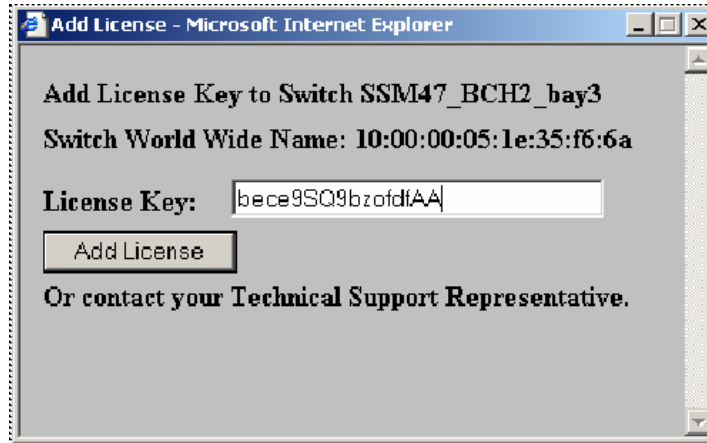 Add License - Microsoft Internet Explorer
Add License Key to Switch SSM47_BCH2_bay3
Switch World Wide Name: 10:00:00:05:1e:35:f6:6a
License Key: bece9SQ9bzofdfAA
Add License
Or contact your Technical Support Representative.